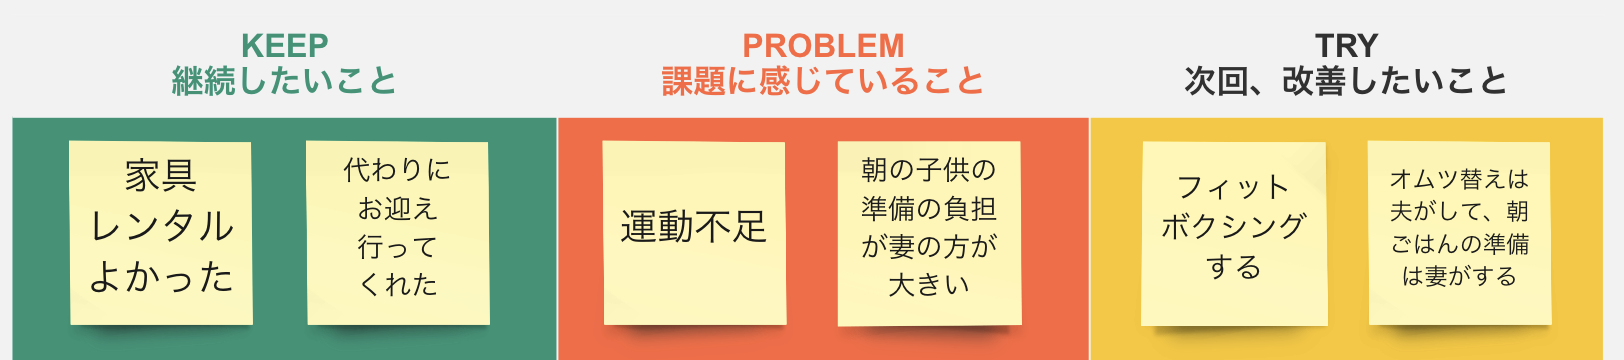 KEEP
継続したいこと
家具
レンタル
よかった
代わりに
お迎え
行って
くれた
PROBLEM
課題に感じていること
運動不足
朝の子供の
準備の負担
が妻の方が
大きい
TRY
次回、改善したいこと
フィット
ボクシング
する
オムツ替えは
夫がして、朝
ごはんの準備
は妻がする